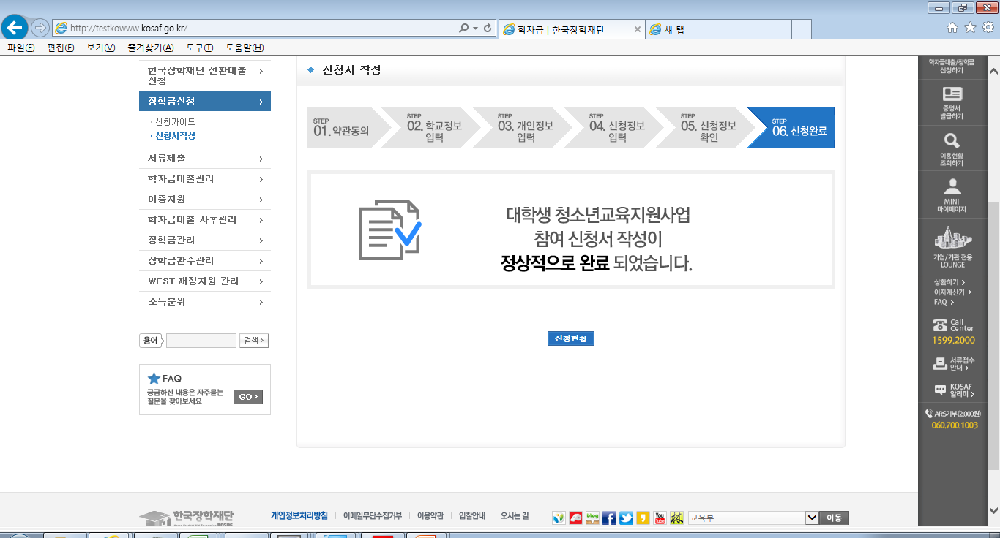 http://testkowww.kosaf.go.kr/
학자금 | 한국장학재단
새 탭
파일(F) 편집(E) 보기(V) 즐겨찾기(A) 도구(T) 도움말(H)
한국장학재단 전환대출
신청
장학금신청
· 신청가이드
· 신청서작성
서류제출
학자금대출관리
이중지원
학자금대출 사후관리
장학금관리
장학금환수관리
WEST 재정지원 관리
소득분위
용어
검색
FAQ
궁금하신 내용은 자주묻는
질문을 찾아보세요
GO
신청서 작성
STEP
01. 약관동의
STEP
02. 학교정보
입력
STEP
03. 개인정보
입력
STEP
04. 신청정보
입력
STEP
05. 신청정보
확인
STEP
06. 신청완료
대학생 청소년교육지원사업
참여 신청서 작성이
정상적으로 완료 되었습니다.
신청현황
학자금대출/장학금
신청하기
증명서
발급하기
이용현황
조회하기
MINI
마이페이지
기업/기관 전용
LOUNGE
상환하기
이자계산기
FAQ
Call
Center
1599.2000
서류접수
안내
KOSAF
알리미
ARS기부(2,000원)
060.700.1003
한국장학재단
KOSAF
개인정보처리방침
이메일무단수집거부
이용약관
입찰안내
오시는 길
blog
You
Tube
교육부
이동